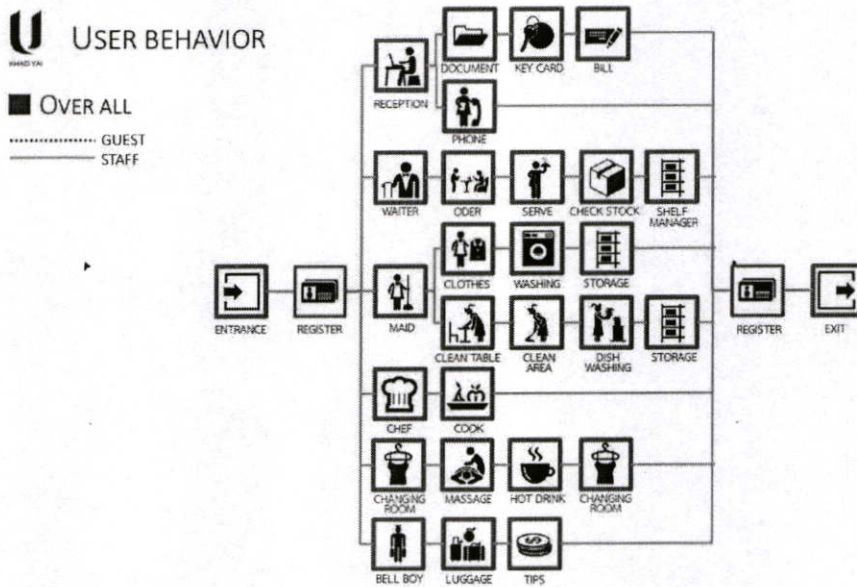 USER BEHAVIOR
KHAO YAI
OVER ALL
GUEST
STAFF
DOCUMENT
KEY CARD
BILL
RECEPTION
PHONE
WAITER
ODER
SERVE
CHECK STOCK
SHELF
MANAGER
CLOTHES
WASHING
STORAGE
ENTRANCE
REGISTER
MAID
REGISTER
EXIT
CLEAN TABLE
CLEAN
AREA
DISH
WASHING
STORAGE
CHEF
COOK
CHANGING
ROOM
MASSAGE
HOT DRINK
CHANGING
ROOM
BELL BOY
LUGGAGE
TIPS